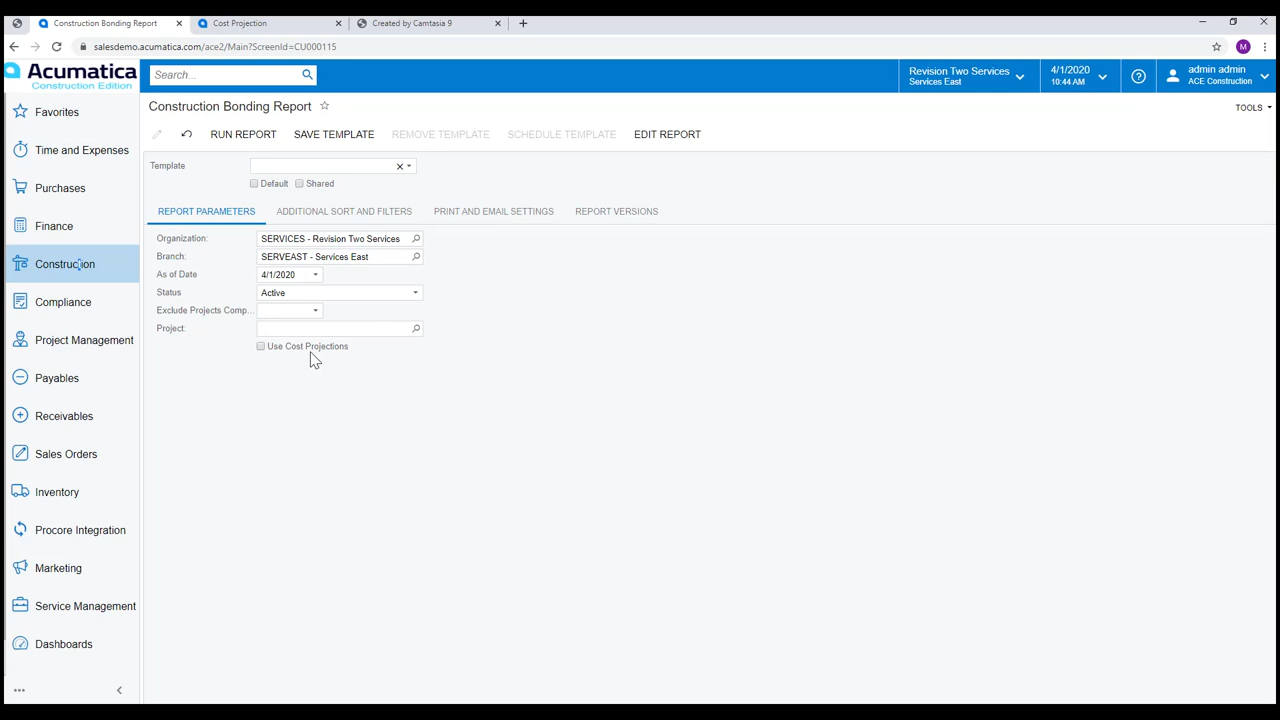 Construction Bonding Report
Cost Projection
Created by Camtasia 9
salesdemo.acumatica.com/ace2/Main?ScreenId=CU000115
M
Acumatica
Construction Edition
Search...
Revision Two Services
Services East
4/1/2020
10:44 AM
admin admin
ACE Construction
Favorites
Time and Expenses
Purchases
Finance
Construction
Compliance
Project Management
Payables
Receivables
Sales Orders
Inventory
Procore Integration
Marketing
Service Management
Dashboards
Construction Bonding Report
TOOLS
RUN REPORT SAVE TEMPLATE REMOVE TEMPLATE SCHEDULE TEMPLATE EDIT REPORT
Template
Default Shared
REPORT PARAMETERS ADDITIONAL SORT AND FILTERS PRINT AND EMAIL SETTINGS REPORT VERSIONS
Organization: SERVICES - Revision Two Services
Branch: SERVEAST - Services East
As of Date 4/1/2020
Status Active
Exclude Projects Comp...
Project:
Use Cost Projections